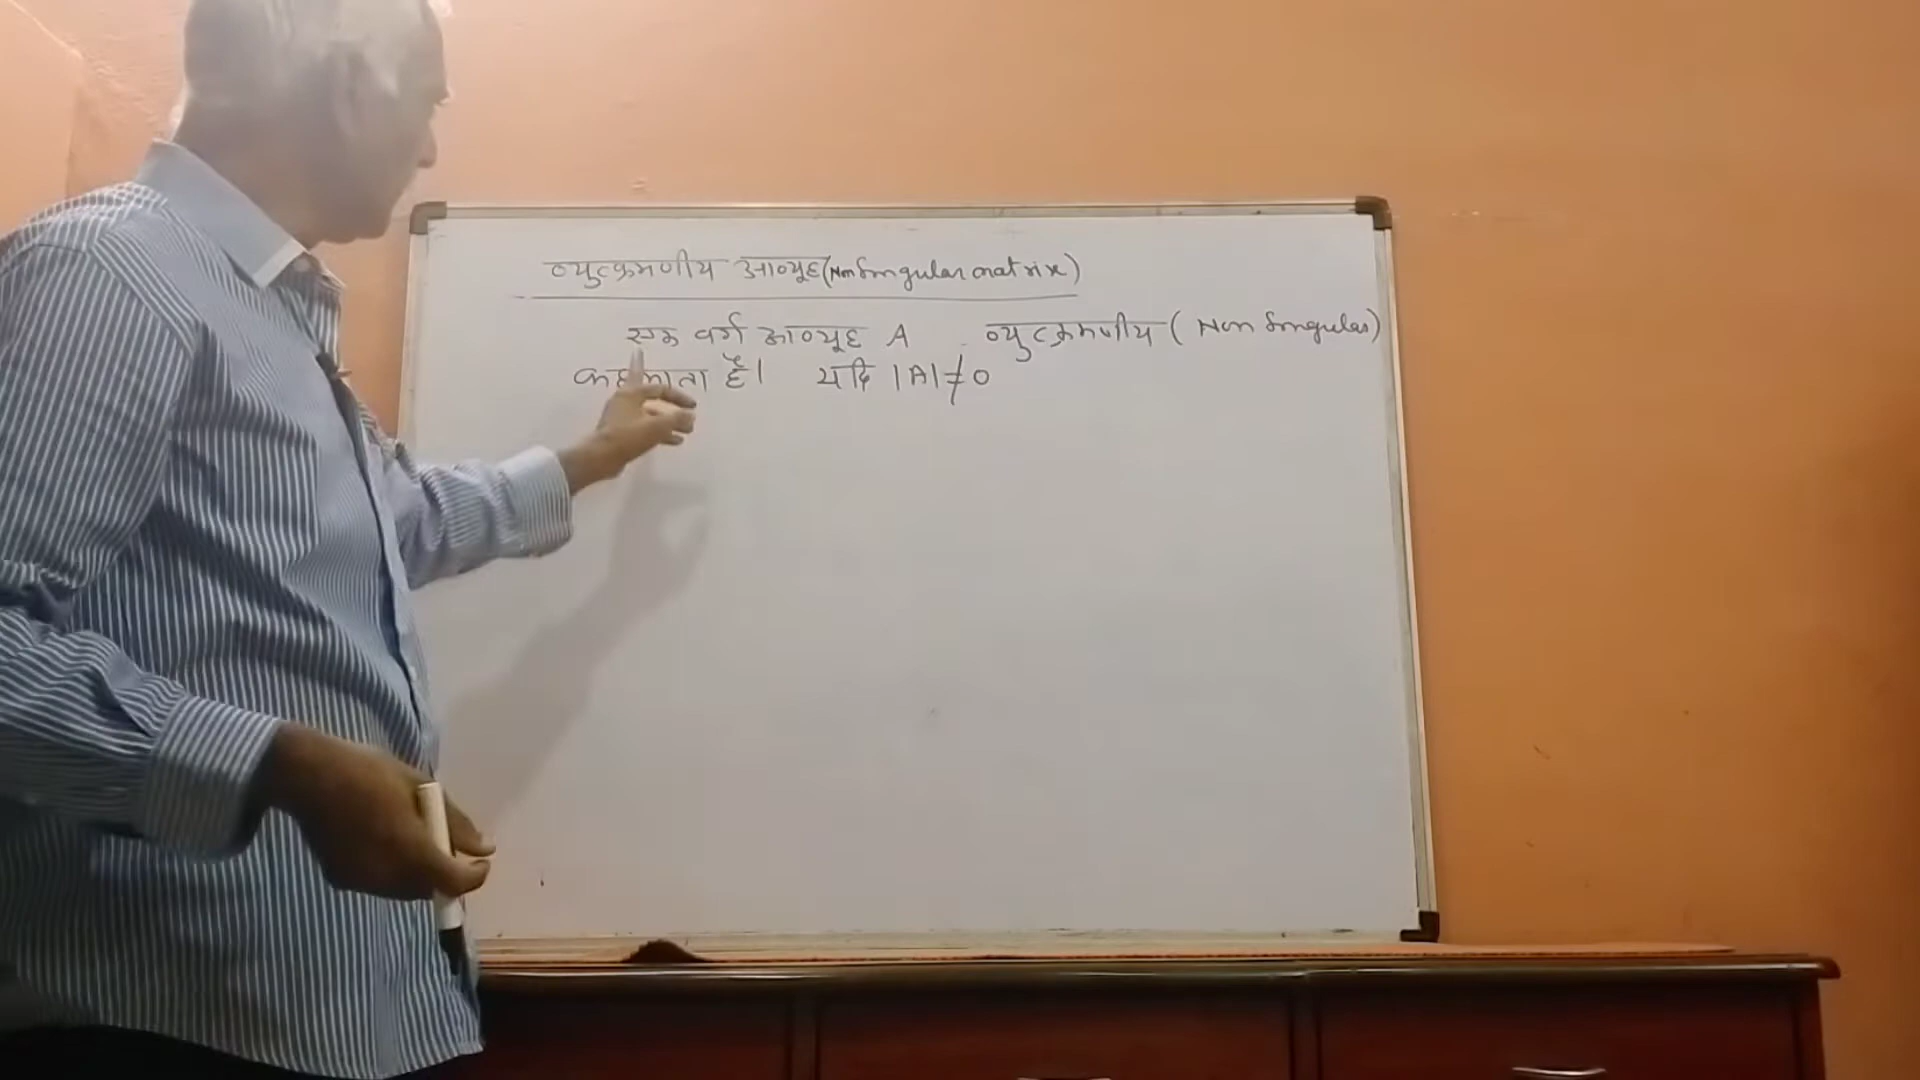 व्युत्क्रमणीय आव्यूह (Non Singular matrix)
एक वर्ग आव्यूह A व्युत्क्रमणीय ( Non Singular)
कहलाता है। यदि |A| ≠ 0